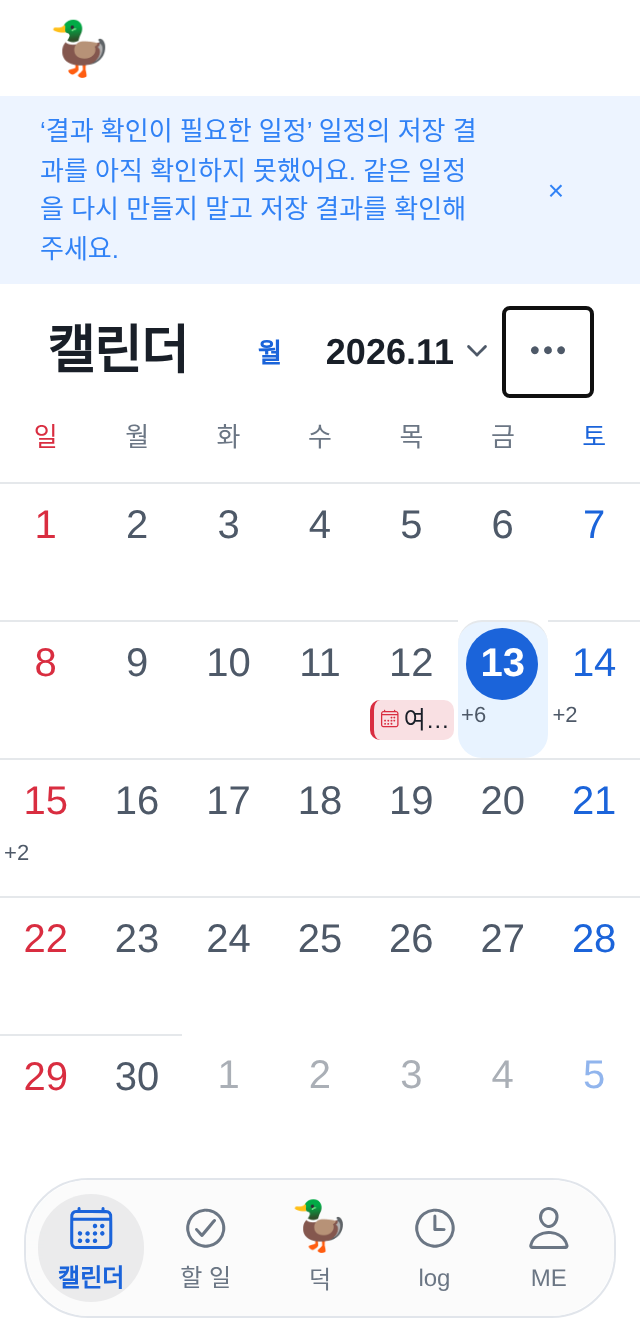 ‘결과 확인이 필요한 일정’ 일정의 저장 결
과를 아직 확인하지 못했어요. 같은 일정
을 다시 만들지 말고 저장 결과를 확인해
주세요.
×
캘린더 월 2026.11
일 월 화 수 목 금 토
1 2 3 4 5 6 7
8 9 10 11 12 13 14
여… +6 +2
15 16 17 18 19 20 21
+2
22 23 24 25 26 27 28
29 30 1 2 3 4 5
캘린더 할 일 덕 log ME